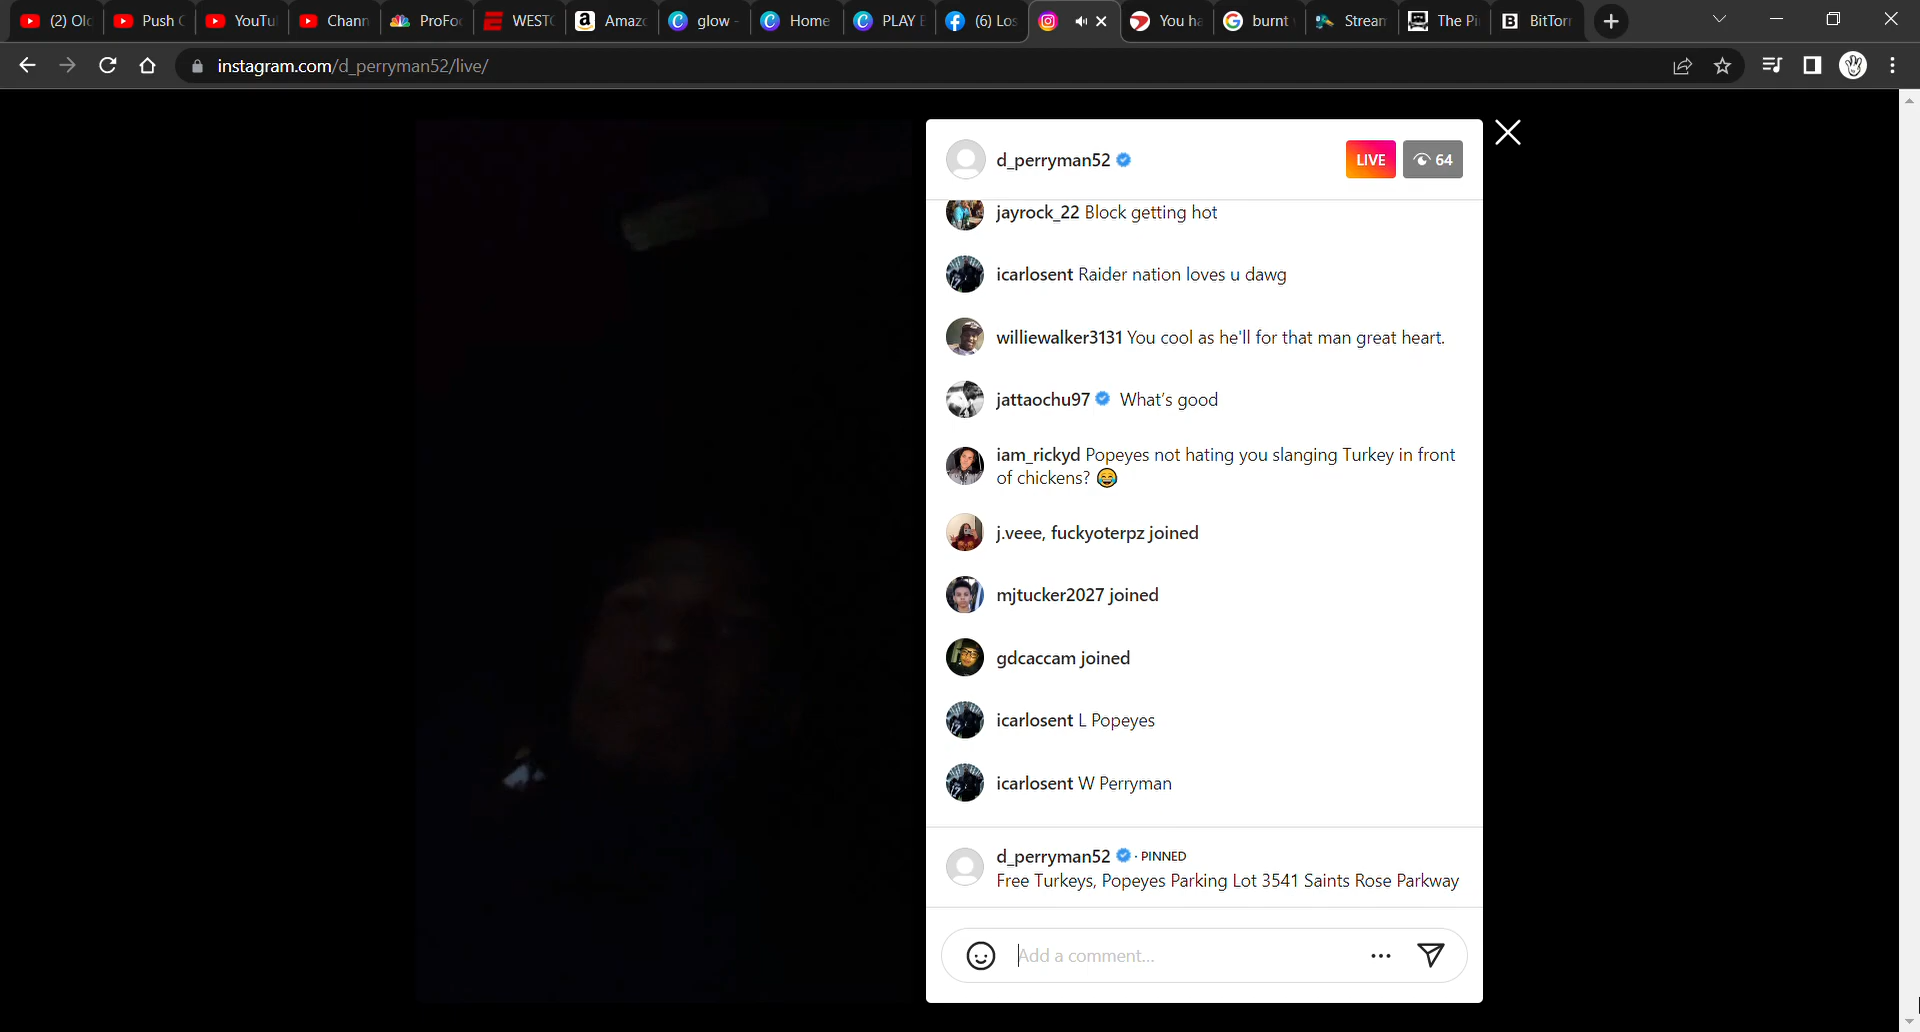 (2) Old
Push
YouTu
Chann
ProFoo
WESTG
Amazo
glow -
Home
PLAY
(6) Los
You ha
burnt
Stream
The Pi
BitTorr
instagram.com/d_perryman52/live/
d_perryman52
LIVE
64
jayrock_22 Block getting hot
icarlosent Raider nation loves u dawg
williewalker3131 You cool as he'll for that man great heart.
jattaochu97 What's good
iam_rickyd Popeyes not hating you slanging Turkey in front
of chickens? 😂
j.veee, fuckyoterpz joined
mjtucker2027 joined
gdcaccam joined
icarlosent L Popeyes
icarlosent W Perryman
d_perryman52 · PINNED
Free Turkeys, Popeyes Parking Lot 3541 Saints Rose Parkway
Add a comment...